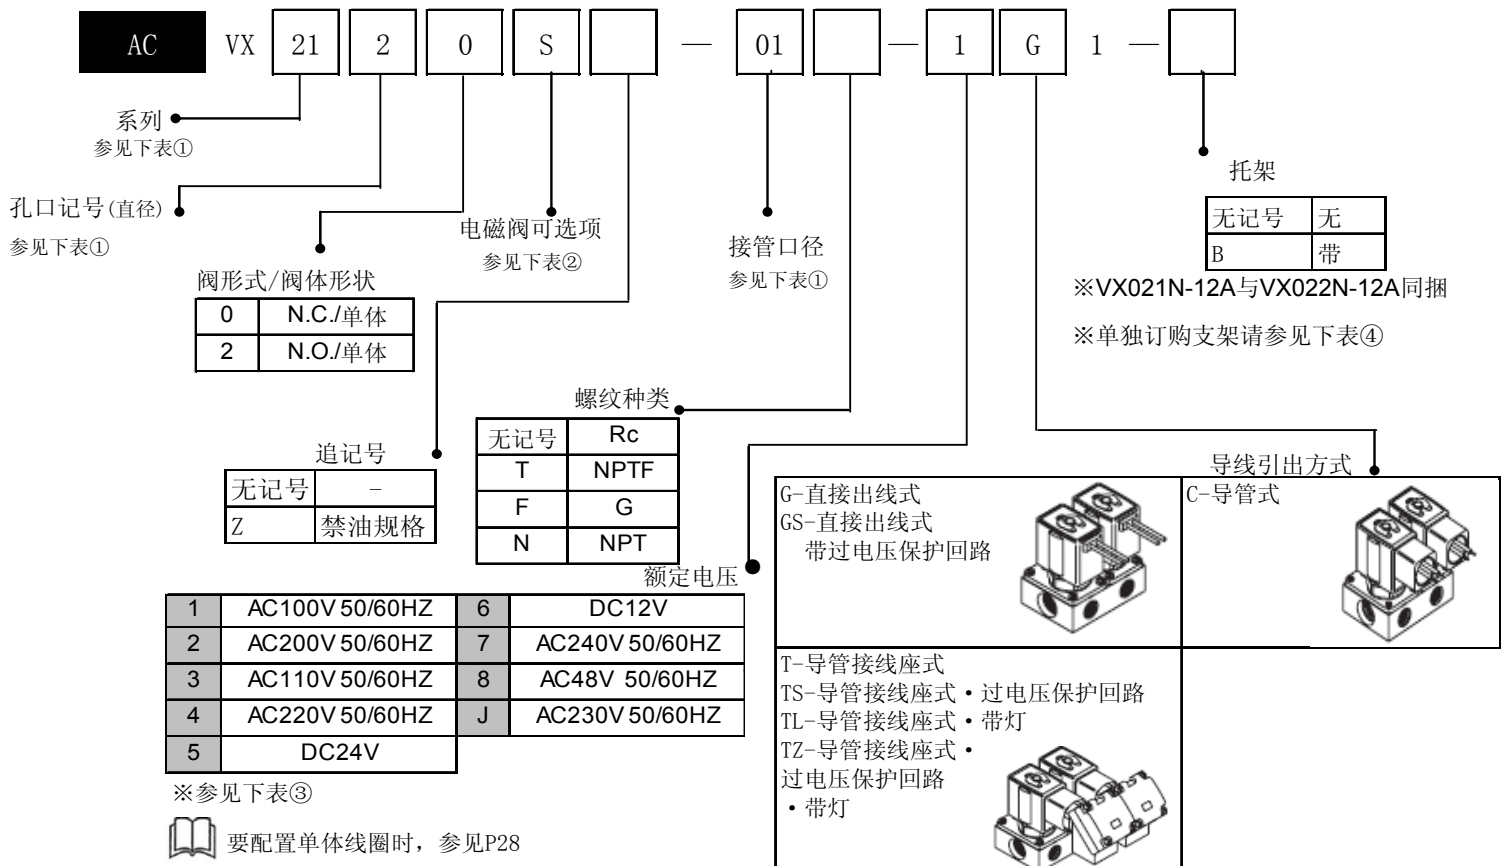 AC VX 21 2 0 S — 01 — 1 G 1 —
系列
参见下表①
孔口记号(直径)
参见下表①
阀形式/阀体形状
0 N.C./单体
2 N.O./单体
电磁阀可选项
参见下表②
接管口径
参见下表①
托架
无记号 无
B 带
※VX021N-12A与VX022N-12A同捆
※单独订购支架请参见下表④
追记号
无记号 –
Z 禁油规格
螺纹种类
无记号 Rc
T NPTF
F G
N NPT
额定电压
1 AC100V 50/60HZ 6 DC12V
2 AC200V 50/60HZ 7 AC240V 50/60HZ
3 AC110V 50/60HZ 8 AC48V 50/60HZ
4 AC220V 50/60HZ J AC230V 50/60HZ
5 DC24V
※参见下表③
要配置单体线圈时，参见P28
导线引出方式
G-直接出线式
GS-直接出线式
带过电压保护回路
C-导管式
T-导管接线座式
TS-导管接线座式・过电压保护回路
TL-导管接线座式・带灯
TZ-导管接线座式・
过电压保护回路
・带灯